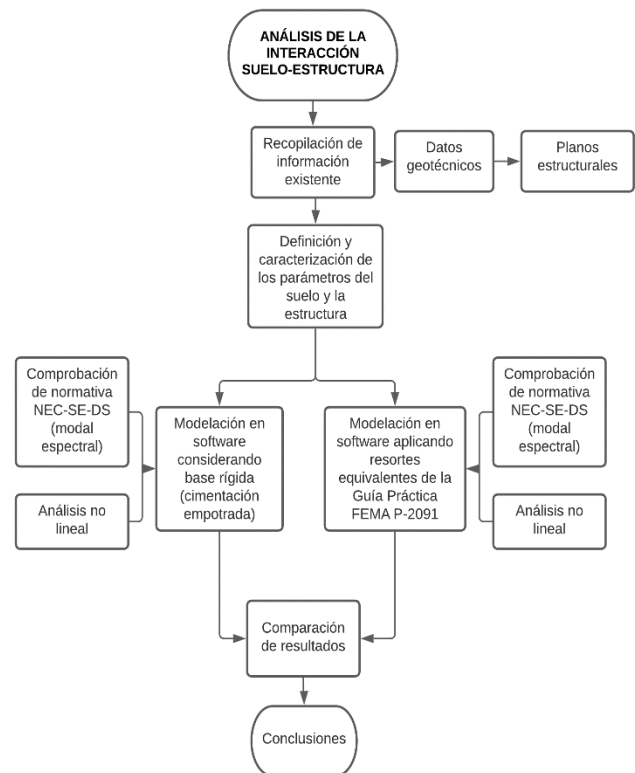 ANÁLISIS DE LA
INTERACCIÓN
SUELO-ESTRUCTURA
Recopilación de
información
existente
Datos
geotécnicos
Planos
estructurales
Definición y
caracterización de
los parámetros del
suelo y la
estructura
Comprobación
de normativa
NEC-SE-DS
(modal
espectral)
Análisis no
lineal
Modelación en
software
considerando
base rígida
(cimentación
empotrada)
Modelación en
software aplicando
resortes
equivalentes de la
Guía Práctica
FEMA P-2091
Comprobación
de normativa
NEC-SE-DS
(modal
espectral)
Análisis no
lineal
Comparación
de resultados
Conclusiones